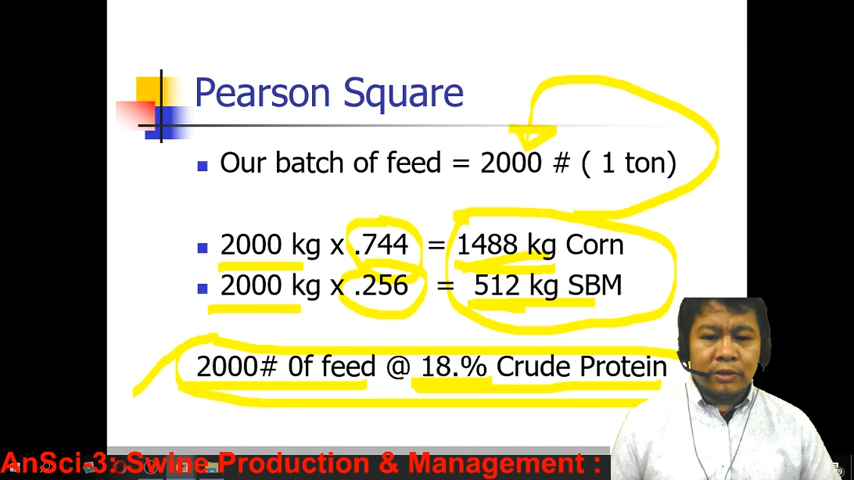 Pearson Square
Our batch of feed = 2000 # ( 1 ton)
2000 kg x .744 = 1488 kg Corn
2000 kg x .256 = 512 kg SBM
2000# 0f feed @ 18.% Crude Protein
AnSci-3: Swine Production & Management :